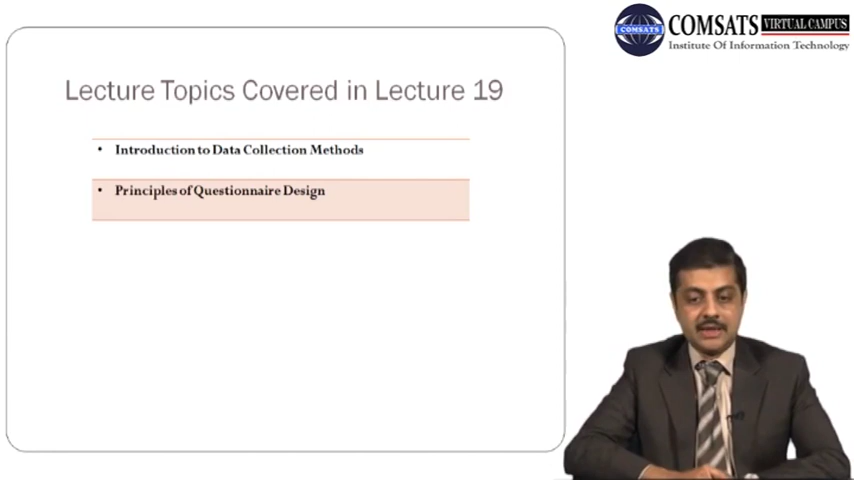 COMSATS
COMSATS VIRTUAL CAMPUS
Institute Of Information Technology
Lecture Topics Covered in Lecture 19
• Introduction to Data Collection Methods
• Principles of Questionnaire Design